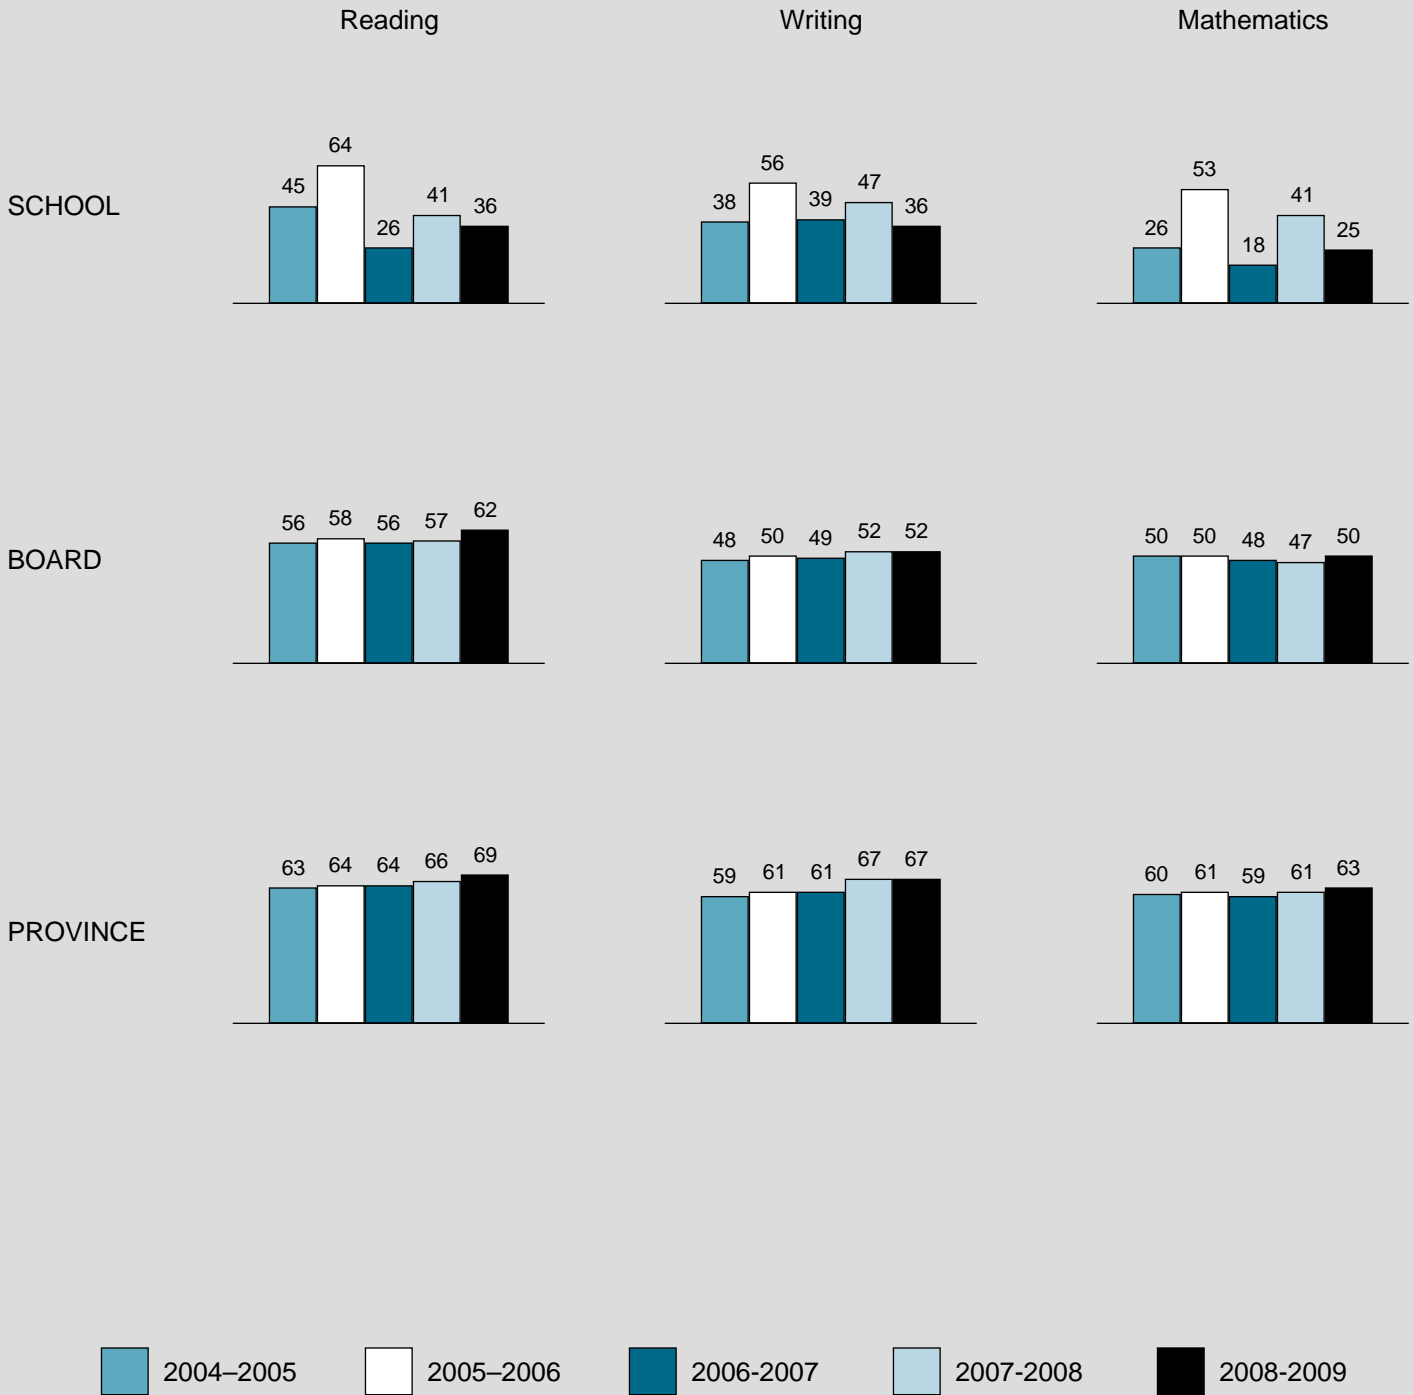 Reading Writing Mathematics
SCHOOL
45 64 26 41 36
38 56 39 47 36
26 53 18 41 25
BOARD
56 58 56 57 62
48 50 49 52 52
50 50 48 47 50
PROVINCE
63 64 64 66 69
59 61 61 67 67
60 61 59 61 63
2004–2005 2005–2006 2006-2007 2007-2008 2008-2009